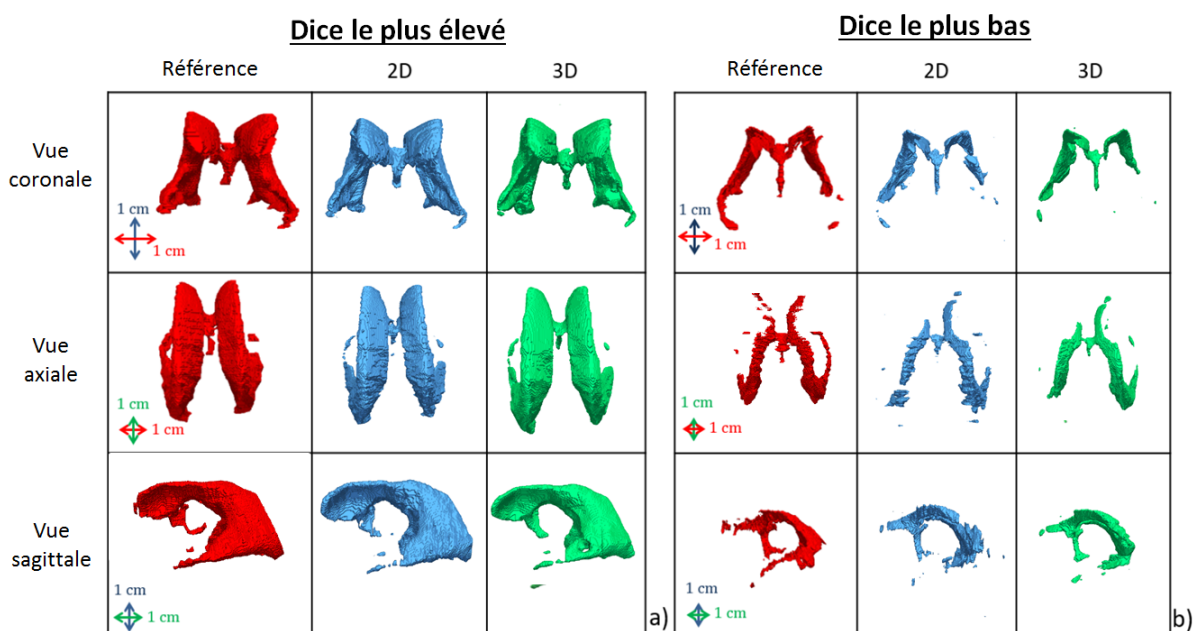 Dice le plus élevé
Dice le plus bas
Référence 2D 3D
Référence 2D 3D
Vue
coronale
1 cm
1 cm
1 cm
1 cm
Vue
axiale
1 cm
1 cm
1 cm
1 cm
Vue
sagittale
1 cm
1 cm
a)
1 cm
1 cm
b)